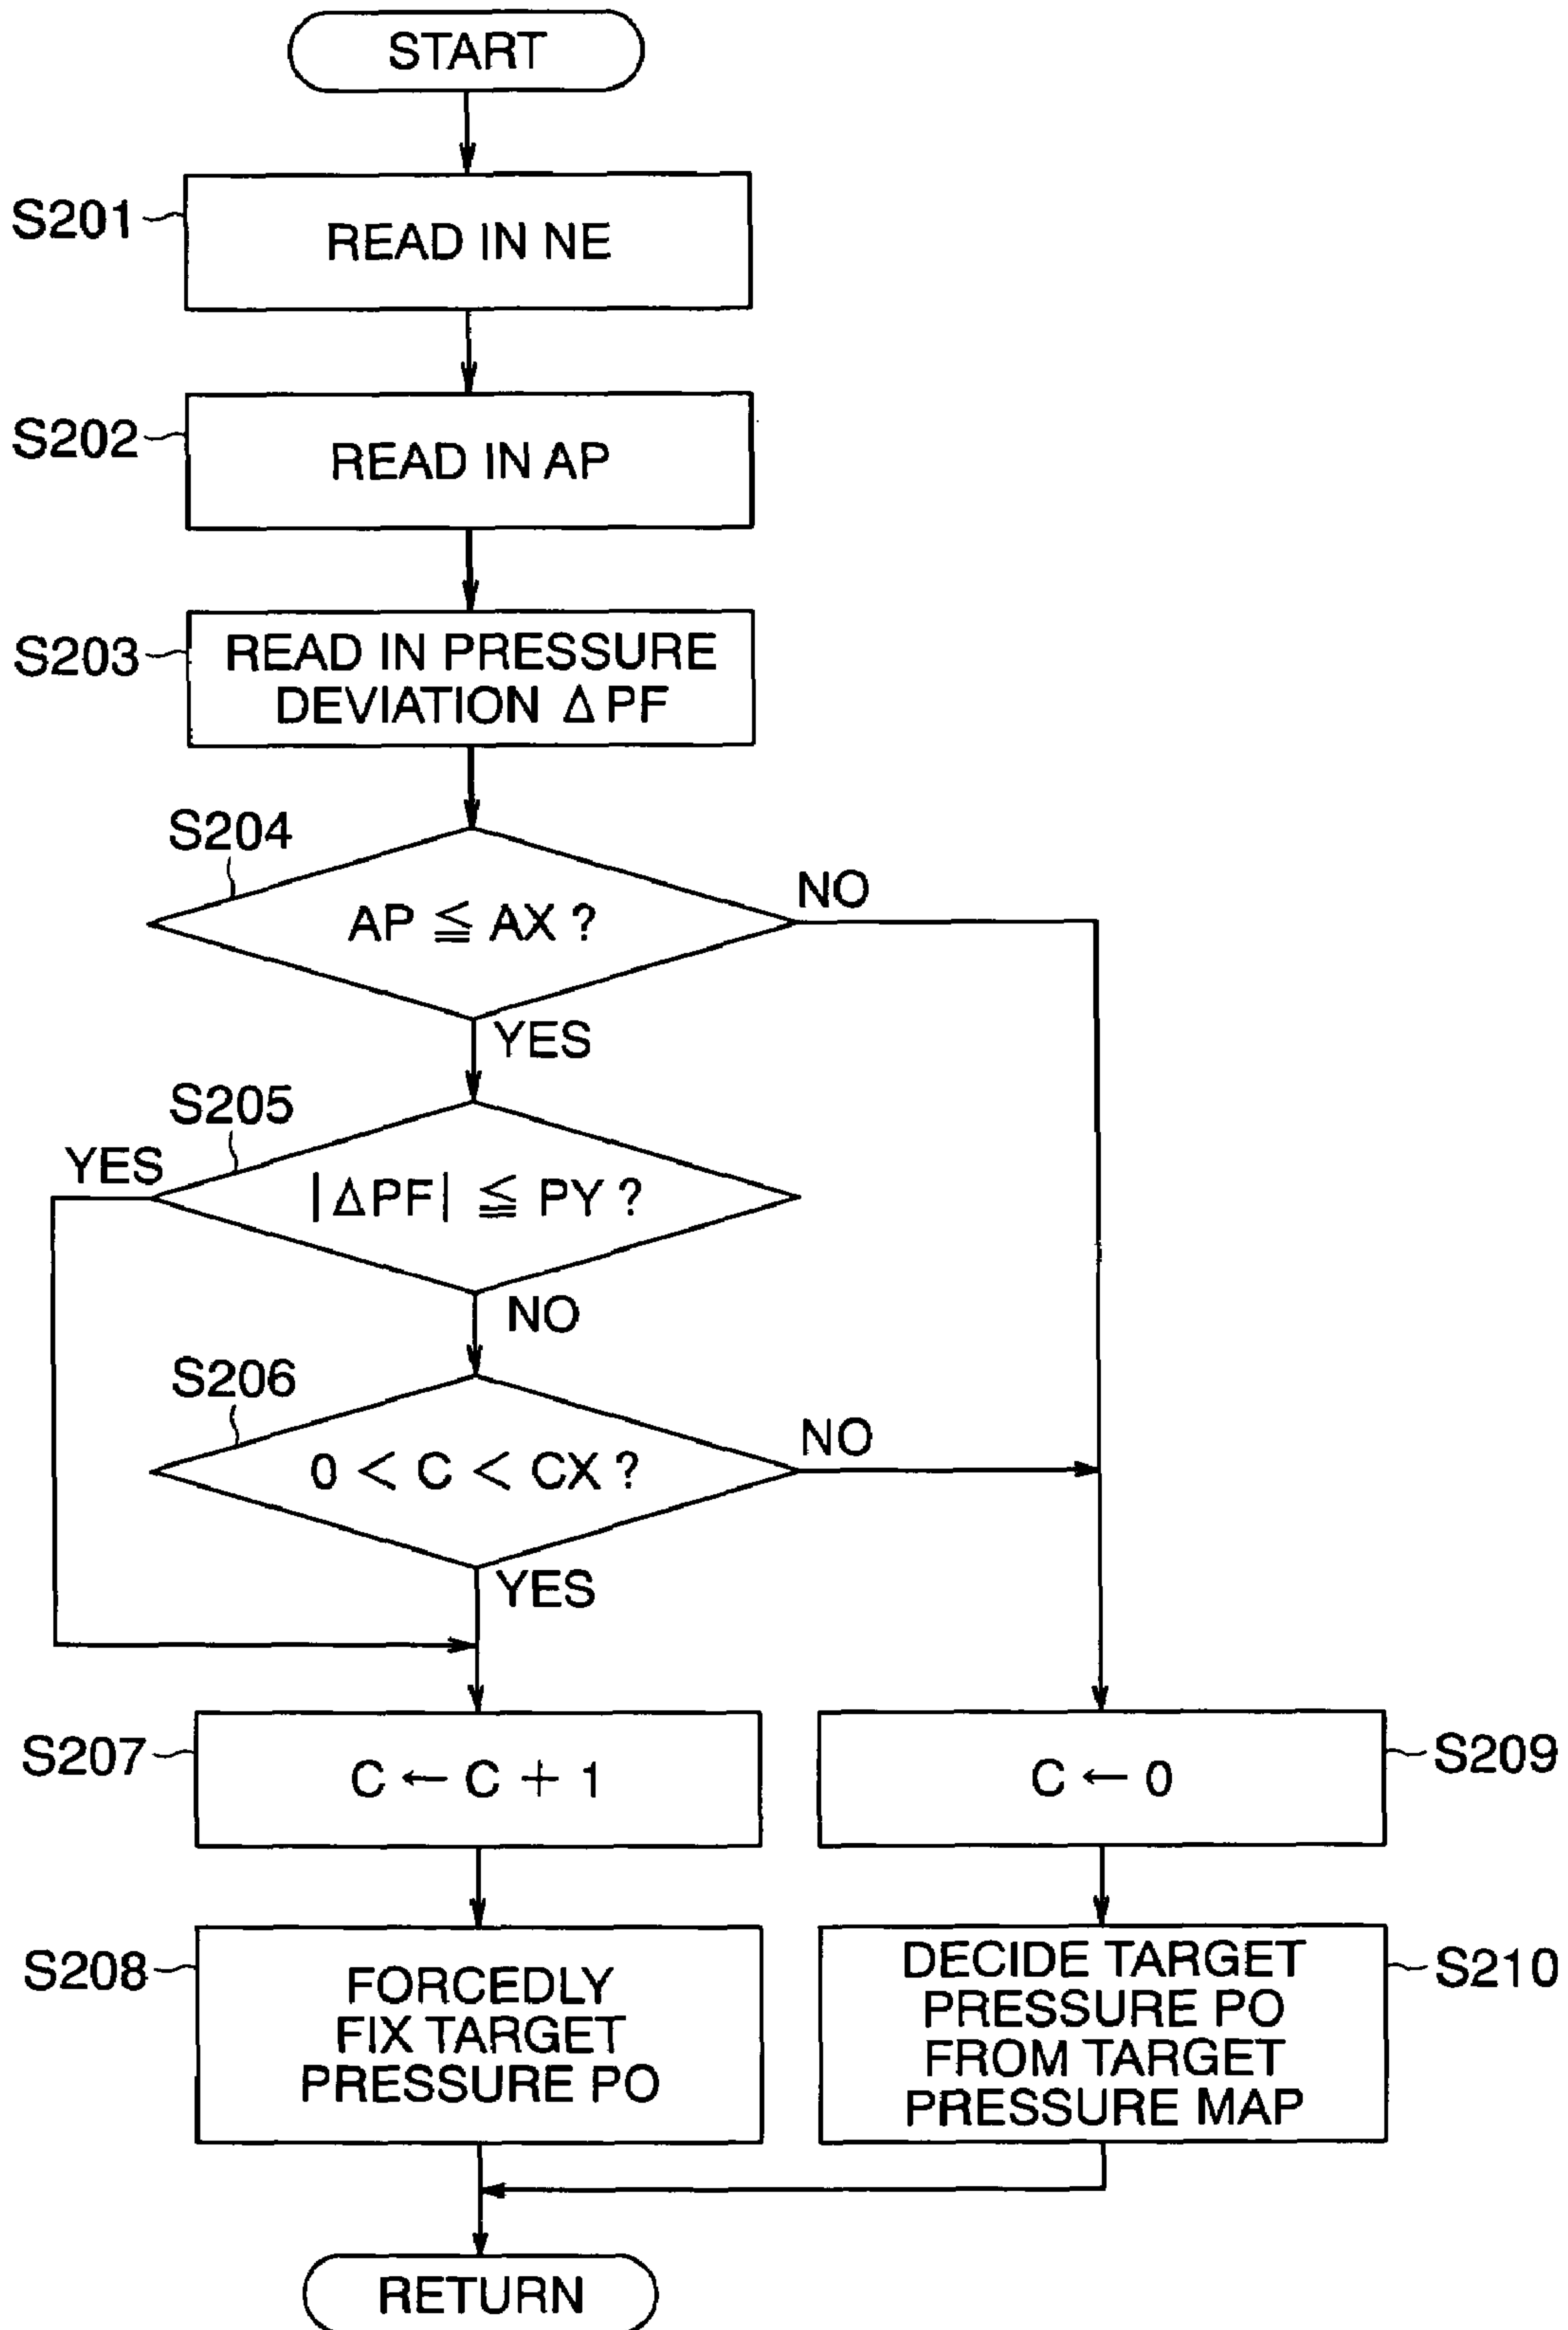 START
S201
READ IN NE
S202
READ IN AP
S203
READ IN PRESSURE
DEVIATION ΔPF
S204
AP ≦ AX ?
NO
YES
S205
YES
|ΔPF| ≦ PY ?
NO
S206
0 < C < CX ?
NO
YES
S207
C ← C + 1
C ← 0
S209
S208
FORCEDLY
FIX TARGET
PRESSURE PO
DECIDE TARGET
PRESSURE PO
FROM TARGET
PRESSURE MAP
S210
RETURN